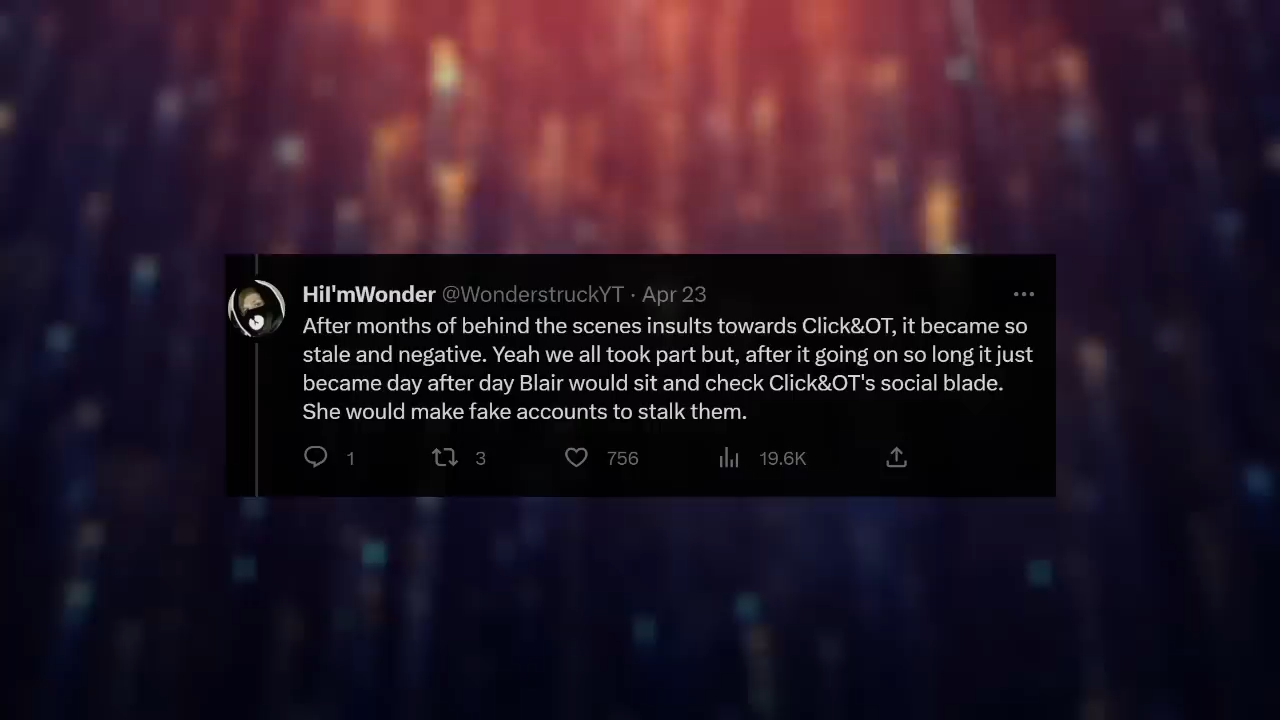 HiI'mWonder @WonderstruckYT · Apr 23
After months of behind the scenes insults towards Click&OT, it became so
stale and negative. Yeah we all took part but, after it going on so long it just
became day after day Blair would sit and check Click&OT's social blade.
She would make fake accounts to stalk them.
1 3 756 19.6K